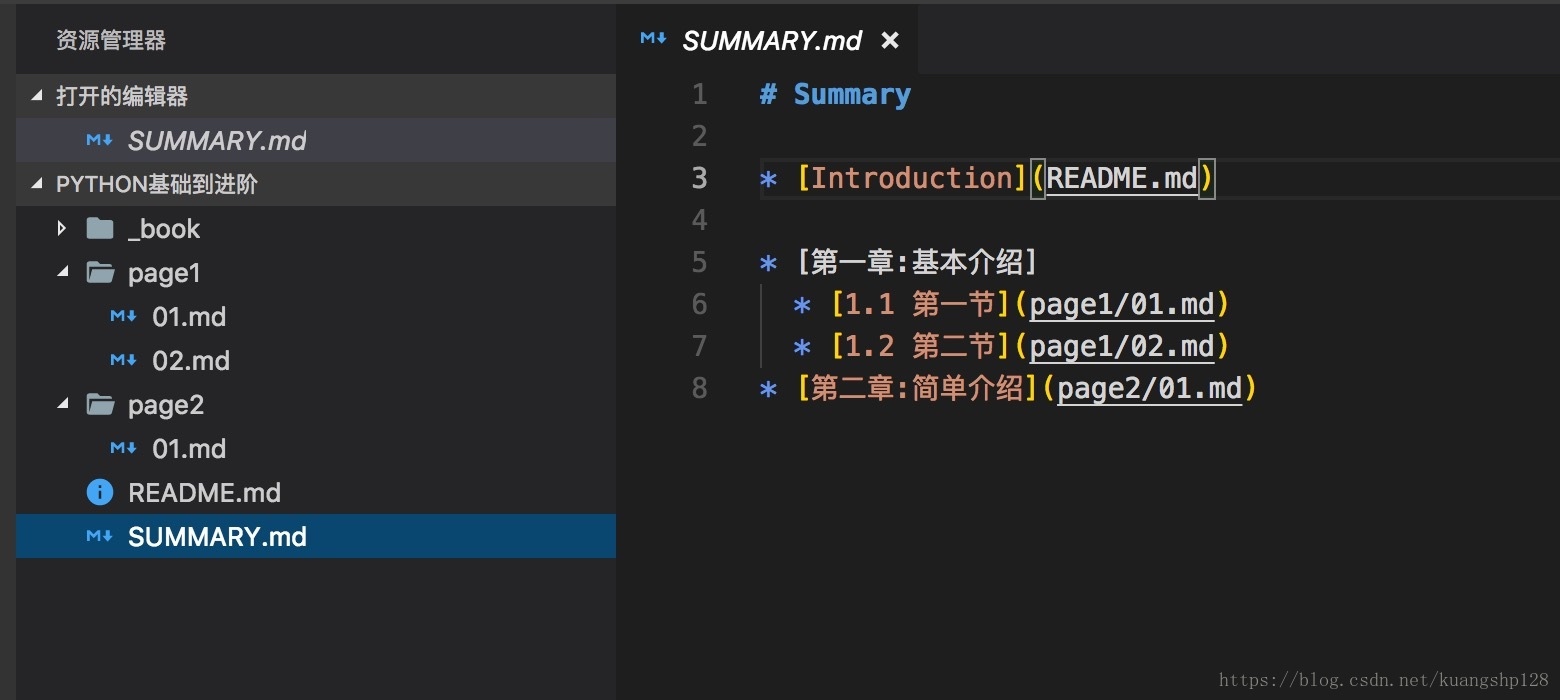 资源管理器
打开的编辑器
SUMMARY.md
PYTHON基础到进阶
_book
page1
01.md
02.md
page2
01.md
README.md
SUMMARY.md
SUMMARY.md ×
1 # Summary
2
3 * [Introduction](README.md)
4
5 * [第一章:基本介绍]
6 * [1.1 第一节](page1/01.md)
7 * [1.2 第二节](page1/02.md)
8 * [第二章:简单介绍](page2/01.md)
https://blog.csdn.net/kuangshp128